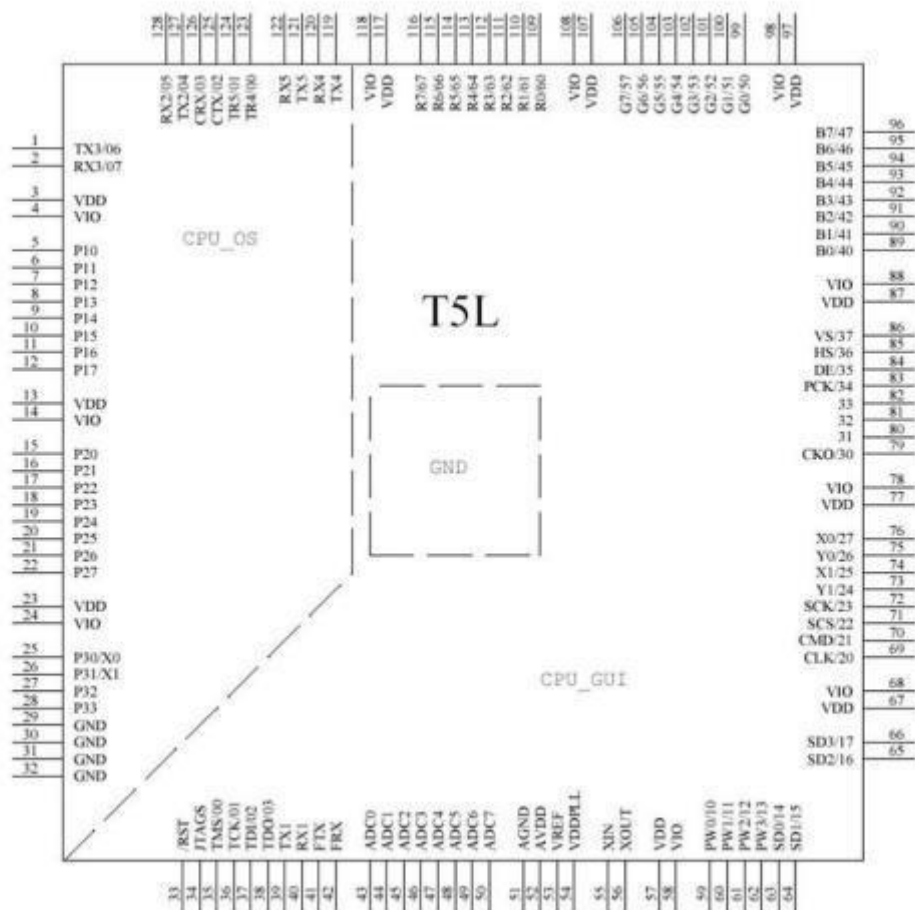 128 127 126 125 124 123 122 121 120 119 118 117 116 115 114 113 112 111 110 109 108 107 106 105 104 103 102 101 100 99 98 97
RX2/05 TX2/04 CRX/03 CTX/02 TR5/01 TR4/00 RX5 TX5 RX4 TX4 VIO VDD R7/67 R6/66 R5/65 R4/64 R3/63 R2/62 R1/61 R0/60 VIO VDD G7/57 G6/56 G5/55 G4/54 G3/53 G2/52 G1/51 G0/50 VIO VDD
1 TX3/06
2 RX3/07
3 VDD
4 VIO
5 P10
6 P11
7 P12
8 P13
9 P14
10 P15
11 P16
12 P17
13 VDD
14 VIO
15 P20
16 P21
17 P22
18 P23
19 P24
20 P25
21 P26
22 P27
23 VDD
24 VIO
25 P30/X0
26 P31/X1
27 P32
28 P33
29 GND
30 GND
31 GND
32 GND
CPU_OS
T5L
GND
CPU_GUI
B7/47 96
B6/46 95
B5/45 94
B4/44 93
B3/43 92
B2/42 91
B1/41 90
B0/40 89
VIO 88
VDD 87
VS/37 86
HS/36 85
DE/35 84
PCK/34 83
33 82
32 81
31 80
CKO/30 79
VIO 78
VDD 77
X0/27 76
Y0/26 75
X1/25 74
Y1/24 73
SCK/23 72
SCS/22 71
CMD/21 70
CLK/20 69
VIO 68
VDD 67
SD3/17 66
SD2/16 65
/RST JTAGS TMS/00 TCK/01 TDI/02 TDO/03 TX1 RX1 FTX FRX ADC0 ADC1 ADC2 ADC3 ADC4 ADC5 ADC6 ADC7 AGND AVDD VREF VDDPLL XIN XOUT VDD VIO PW0/10 PW1/11 PW2/12 PW3/13 SD0/14 SD1/15
33 34 35 36 37 38 39 40 41 42 43 44 45 46 47 48 49 50 51 52 53 54 55 56 57 58 59 60 61 62 63 64